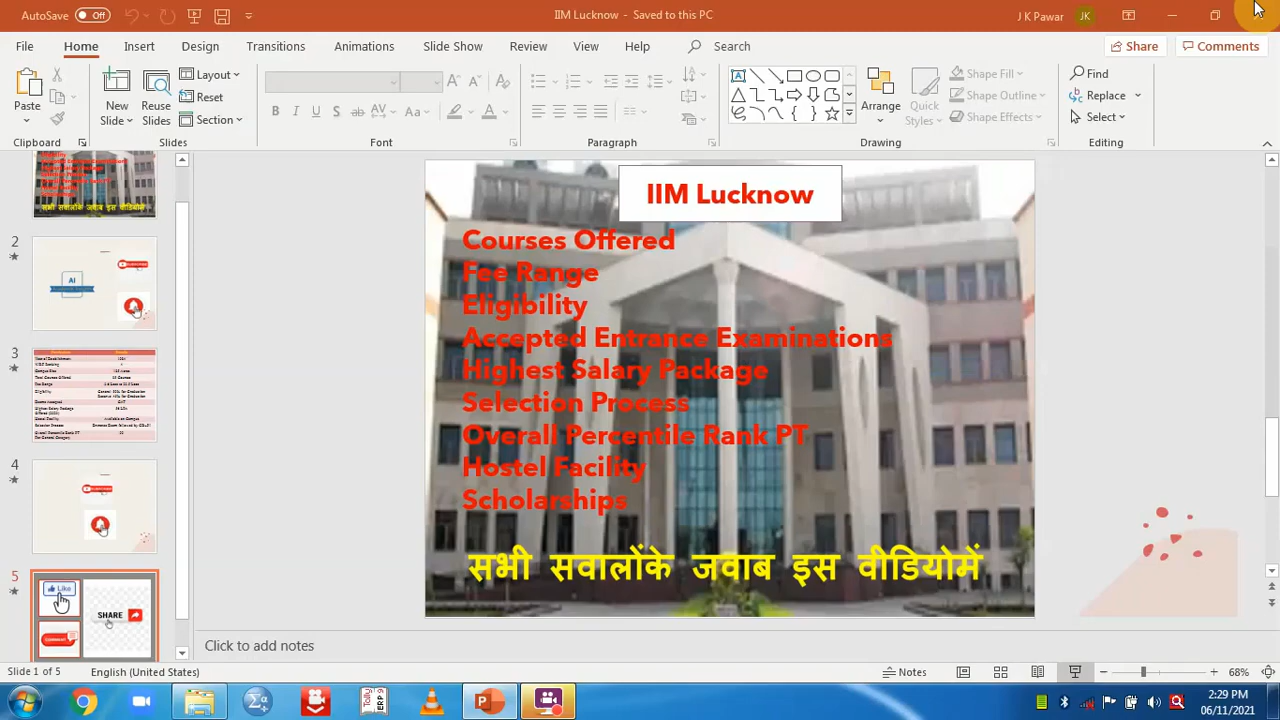 AutoSave Off
IIM Lucknow - Saved to this PC
J K Pawar JK
File Home Insert Design Transitions Animations Slide Show Review View Help Search Share Comments
Paste
New Slide
Reuse Slides
Layout
Reset
Section
Arrange
Quick Styles
Shape Fill
Shape Outline
Shape Effects
Find
Replace
Select
Clipboard Slides Font Paragraph Drawing Editing
2
3
4
5
Like
SHARE
IIM Lucknow
Courses Offered
Fee Range
Eligibility
Accepted Entrance Examinations
Highest Salary Package
Selection Process
Overall Percentile Rank PT
Hostel Facility
Scholarships
सभी सवालोंके जवाब इस वीडियोमें
Click to add notes
Slide 1 of 5 English (United States) Notes 68%
2:29 PM
06/11/2021